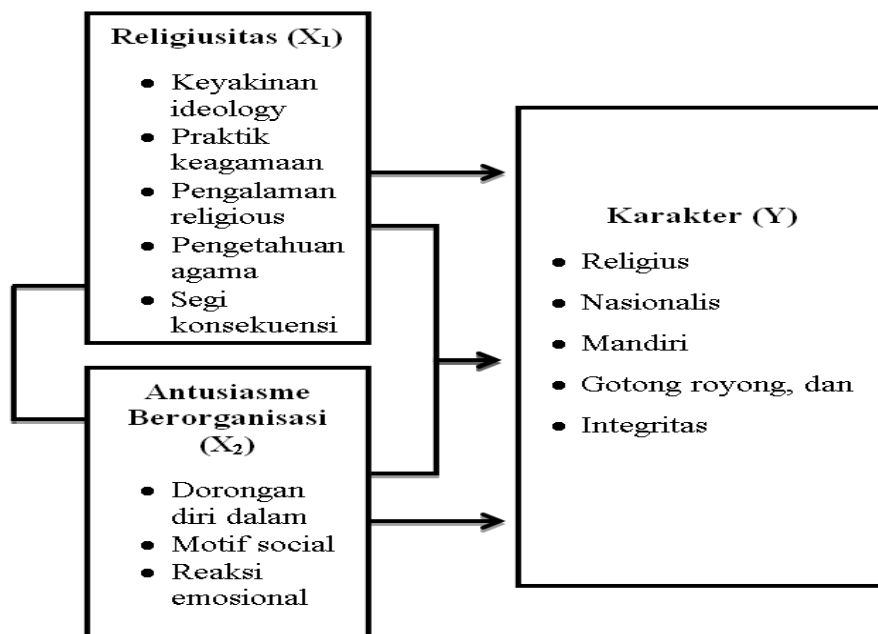 Religiusitas (X₁)
• Keyakinan
ideology
• Praktik
keagamaan
• Pengalaman
religious
• Pengetahuan
agama
• Segi
konsekuensi
Antusiasme
Berorganisasi
(X₂)
• Dorongan
diri dalam
• Motif social
• Reaksi
emosional
Karakter (Y)
• Religius
• Nasionalis
• Mandiri
• Gotong royong, dan
• Integritas